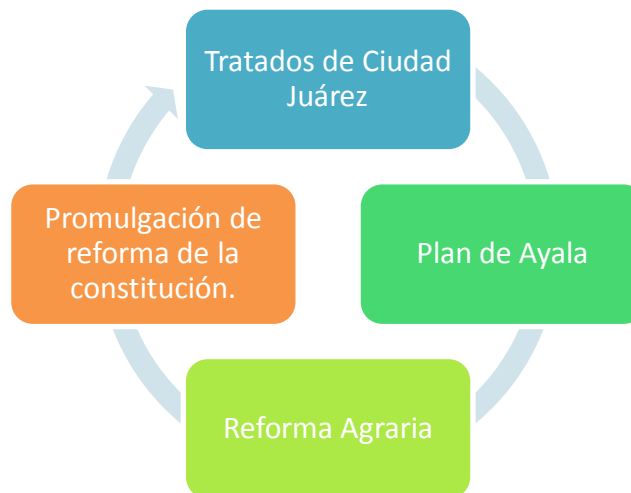 Tratados de Ciudad
Juárez
Plan de Ayala
Reforma Agraria
Promulgación de
reforma de la
constitución.